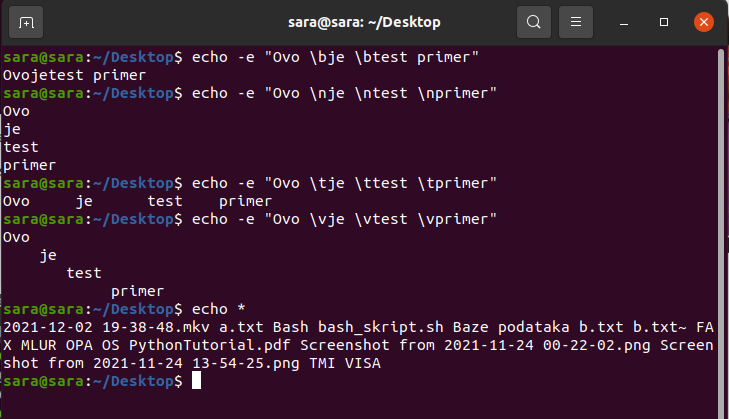 sara@sara: ~/Desktop
sara@sara:~/Desktop$ echo -e "Ovo \bje \btest primer"
Ovojetest primer
sara@sara:~/Desktop$ echo -e "Ovo \nje \ntest \nprimer"
Ovo
je
test
primer
sara@sara:~/Desktop$ echo -e "Ovo \tje \ttest \tprimer"
Ovo     je      test    primer
sara@sara:~/Desktop$ echo -e "Ovo \vje \vtest \vprimer"
Ovo
    je
       test
            primer
sara@sara:~/Desktop$ echo *
2021-12-02 19-38-48.mkv a.txt Bash bash_skript.sh Baze podataka b.txt b.txt~ FA
X MLUR OPA OS PythonTutorial.pdf Screenshot from 2021-11-24 00-22-02.png Screen
shot from 2021-11-24 13-54-25.png TMI VISA
sara@sara:~/Desktop$